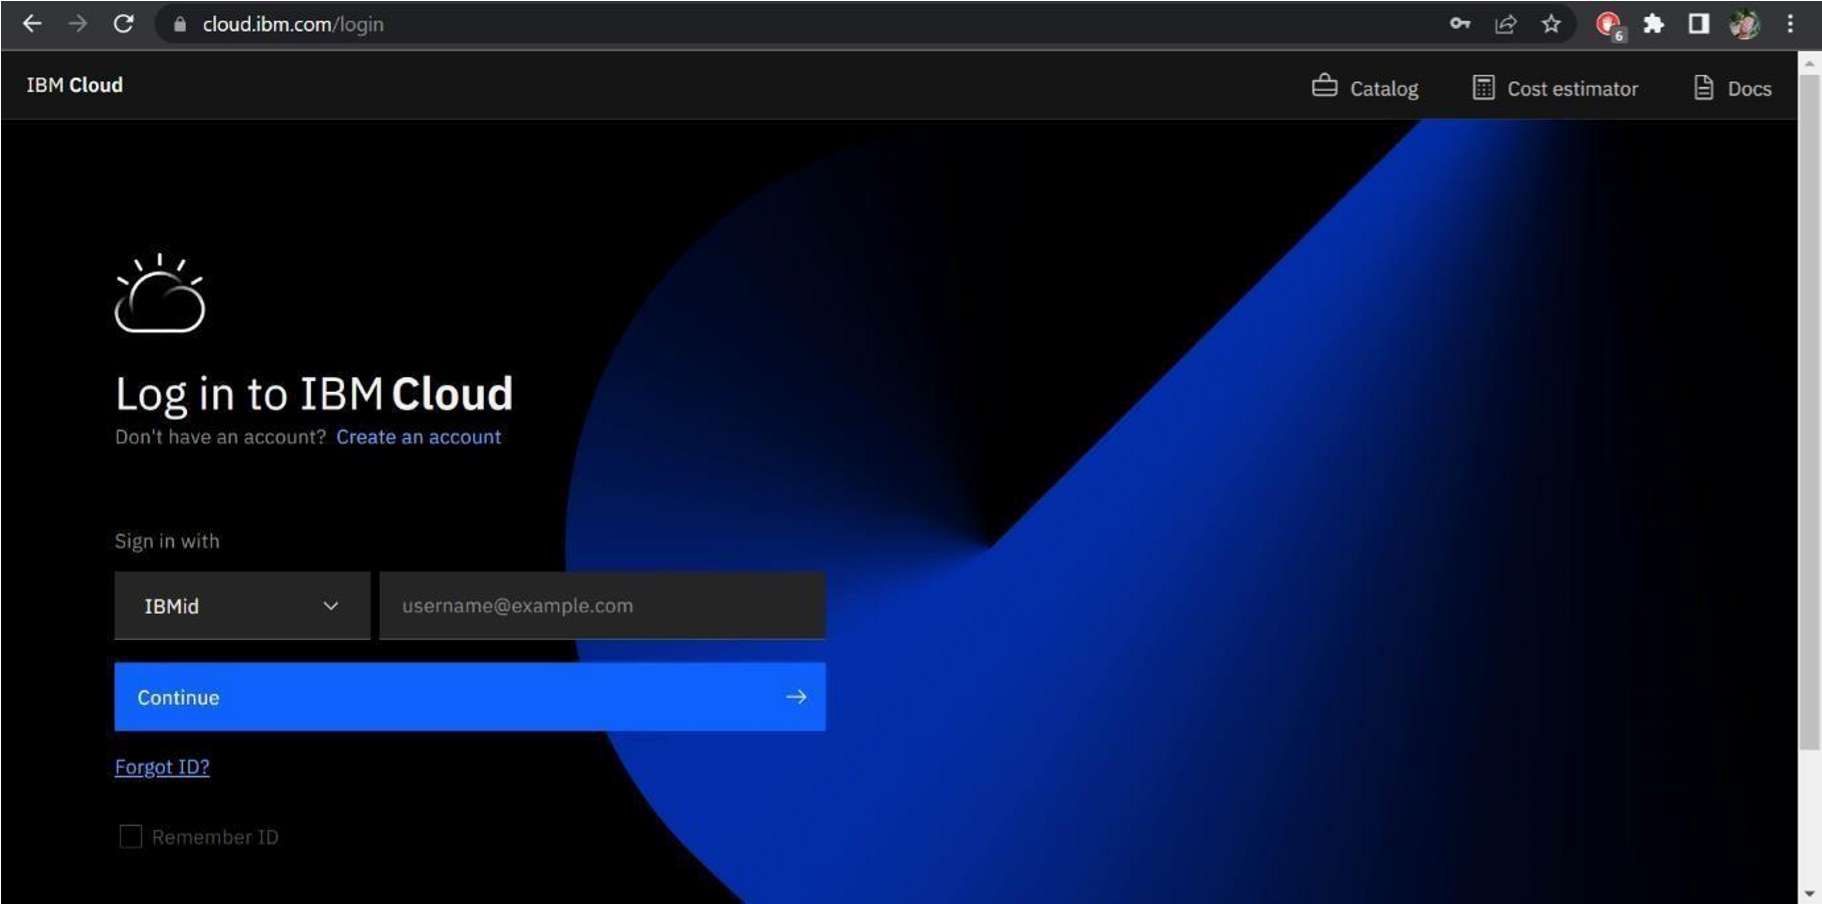 cloud.ibm.com/login
6
IBM Cloud
Catalog
Cost estimator
Docs
Log in to IBM Cloud
Don't have an account? Create an account
Sign in with
IBMid
username@example.com
Continue
Forgot ID?
Remember ID